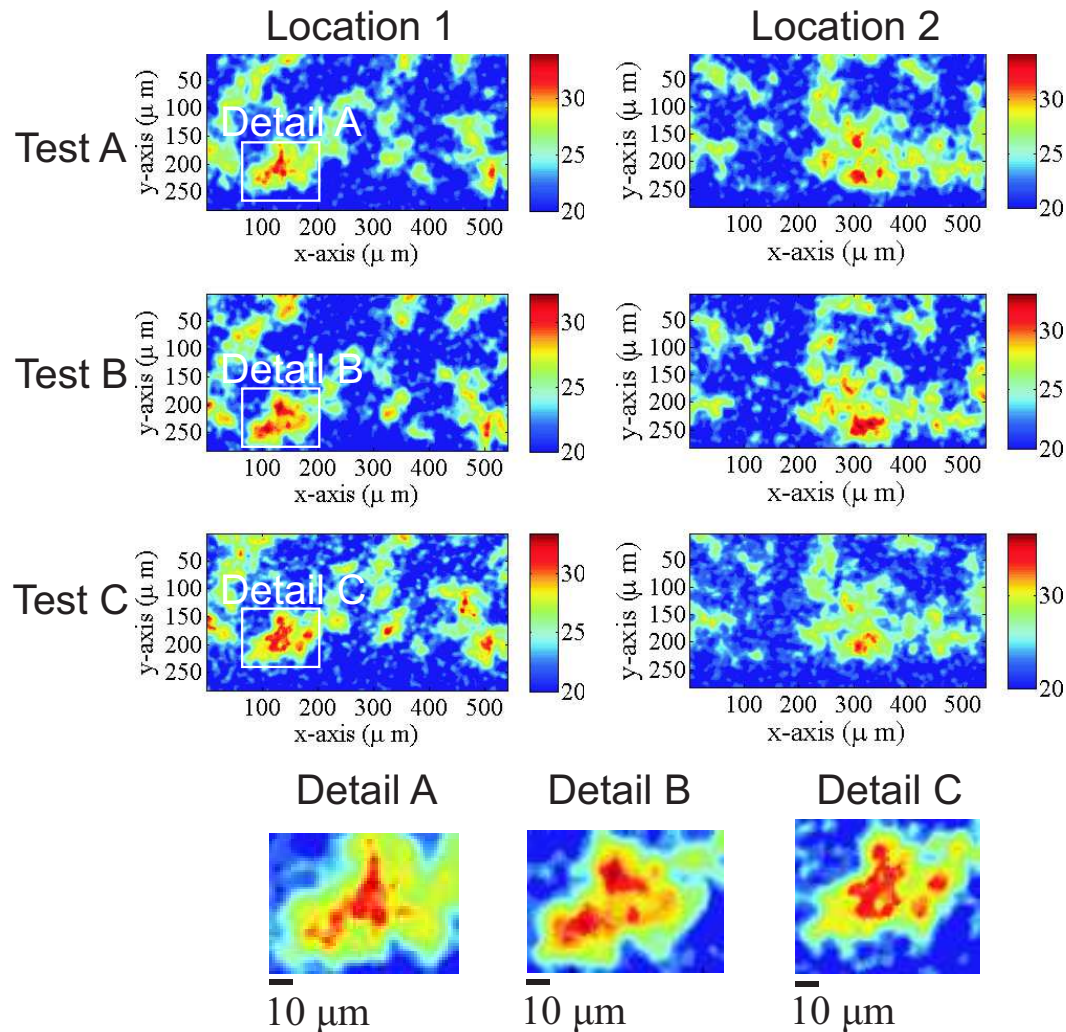 Location 1 Location 2
Test A
y-axis (μ m)
50
100
150
200
250
Detail A
100 200 300 400 500
x-axis (μ m)
30
25
20
y-axis (μ m)
50
100
150
200
250
100 200 300 400 500
x-axis (μ m)
30
25
20
Test B
y-axis (μ m)
50
100
150
200
250
Detail B
100 200 300 400 500
x-axis (μ m)
30
25
20
y-axis (μ m)
50
100
150
200
250
100 200 300 400 500
x-axis (μ m)
30
25
20
Test C
y-axis (μ m)
50
100
150
200
250
Detail C
100 200 300 400 500
x-axis (μ m)
30
25
20
y-axis (μ m)
50
100
150
200
250
100 200 300 400 500
x-axis (μ m)
30
20
Detail A Detail B Detail C
10 μm 10 μm 10 μm